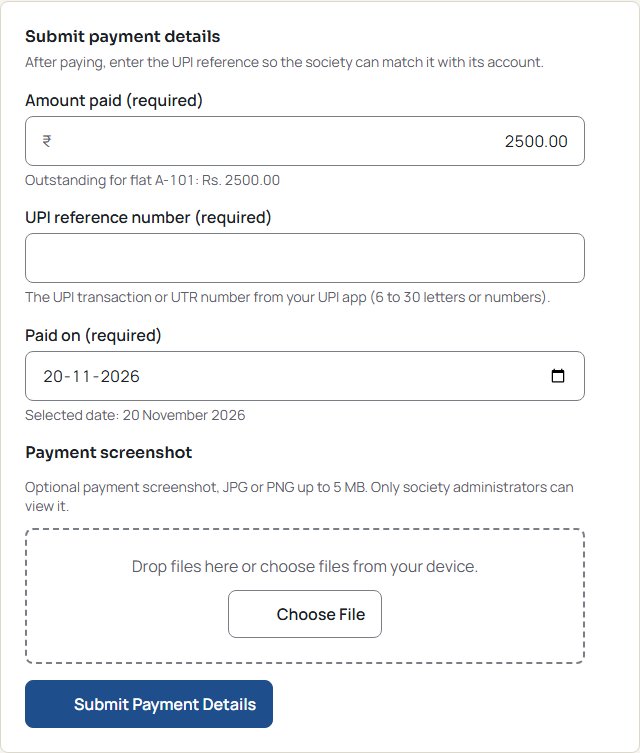 Submit payment details
After paying, enter the UPI reference so the society can match it with its account.
Amount paid (required)
₹ 2500.00
Outstanding for flat A-101: Rs. 2500.00
UPI reference number (required)
The UPI transaction or UTR number from your UPI app (6 to 30 letters or numbers).
Paid on (required)
20-11-2026
Selected date: 20 November 2026
Payment screenshot
Optional payment screenshot, JPG or PNG up to 5 MB. Only society administrators can
view it.
Drop files here or choose files from your device.
Choose File
Submit Payment Details